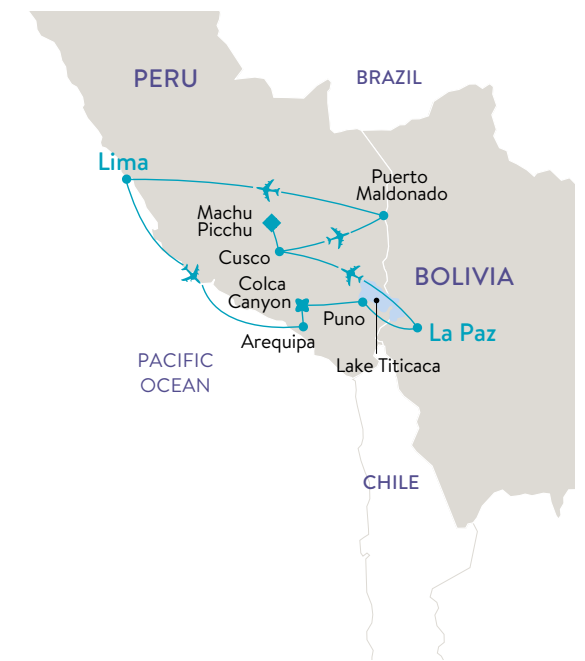 PERU
BRAZIL
Lima
Puerto
Maldonado
Machu
Picchu
Cusco
Colca
Canyon
BOLIVIA
Puno
La Paz
Arequipa
PACIFIC
OCEAN
Lake Titicaca
CHILE